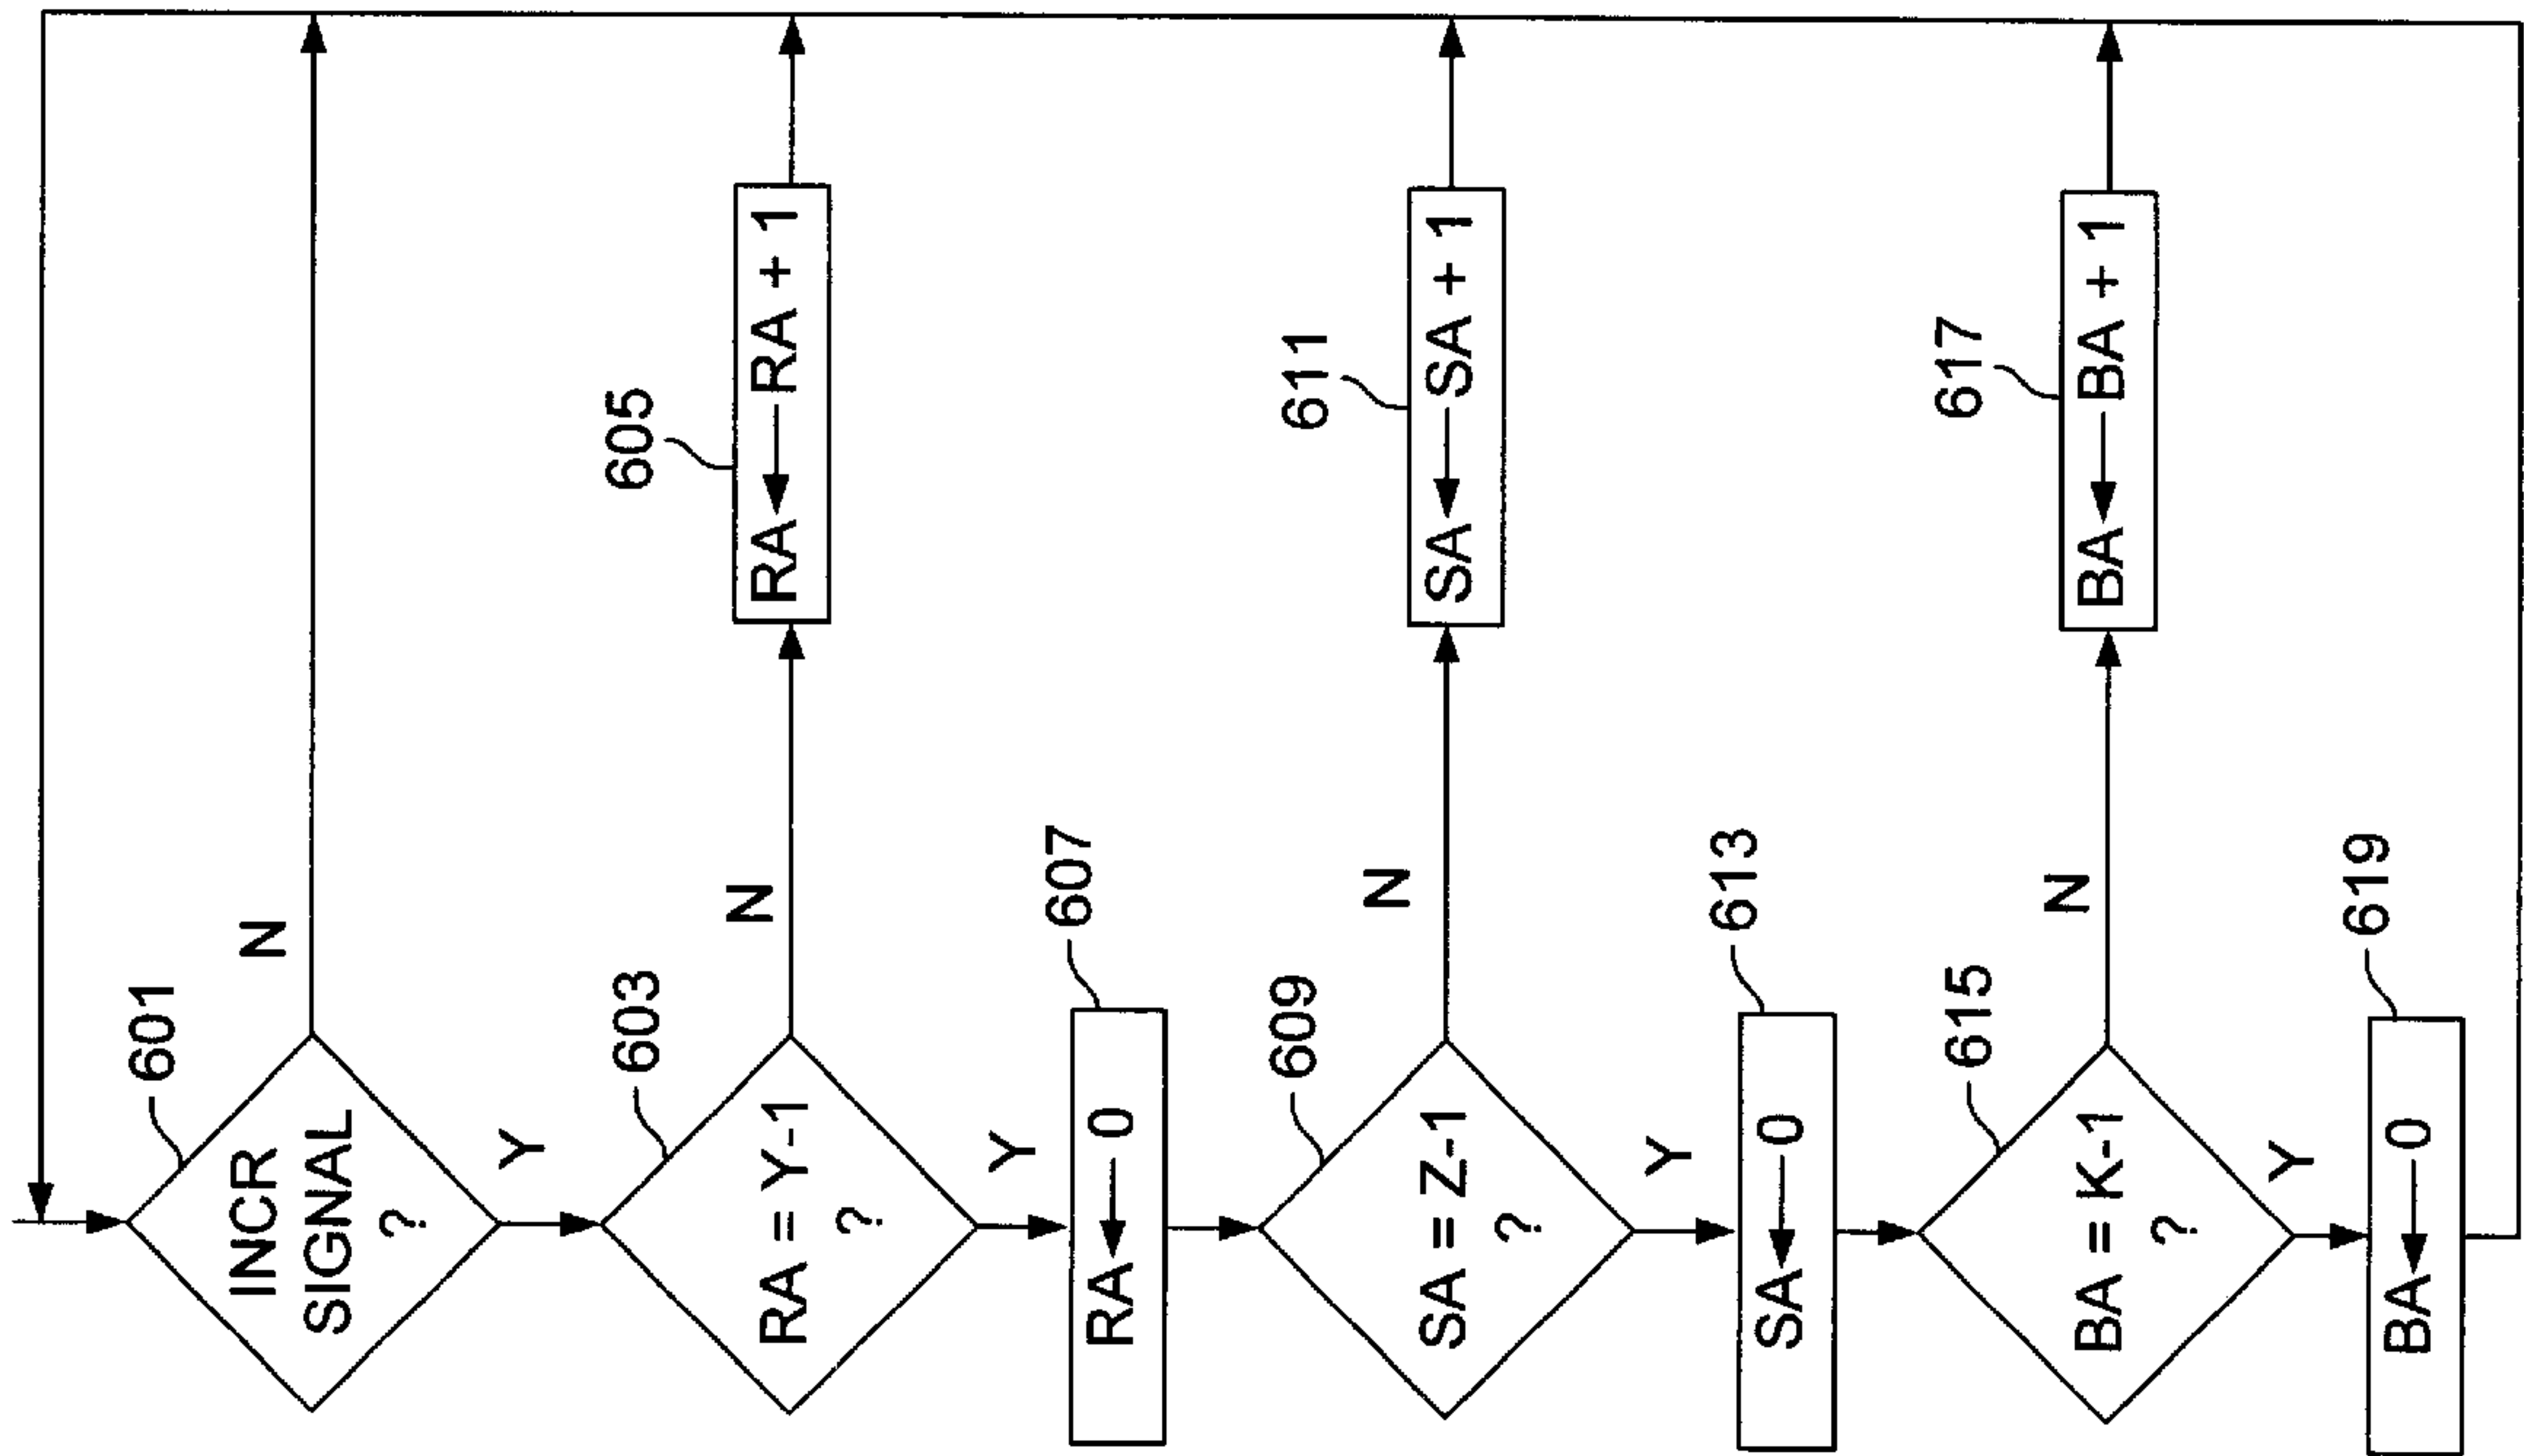 601
INCR
SIGNAL
?
N
Y
603
RA = Y-1
?
N
605
RA ← RA + 1
Y
607
RA ← 0
609
SA = Z-1
?
N
611
SA ← SA + 1
Y
613
SA ← 0
615
BA = K-1
?
N
617
BA ← BA + 1
Y
619
BA ← 0